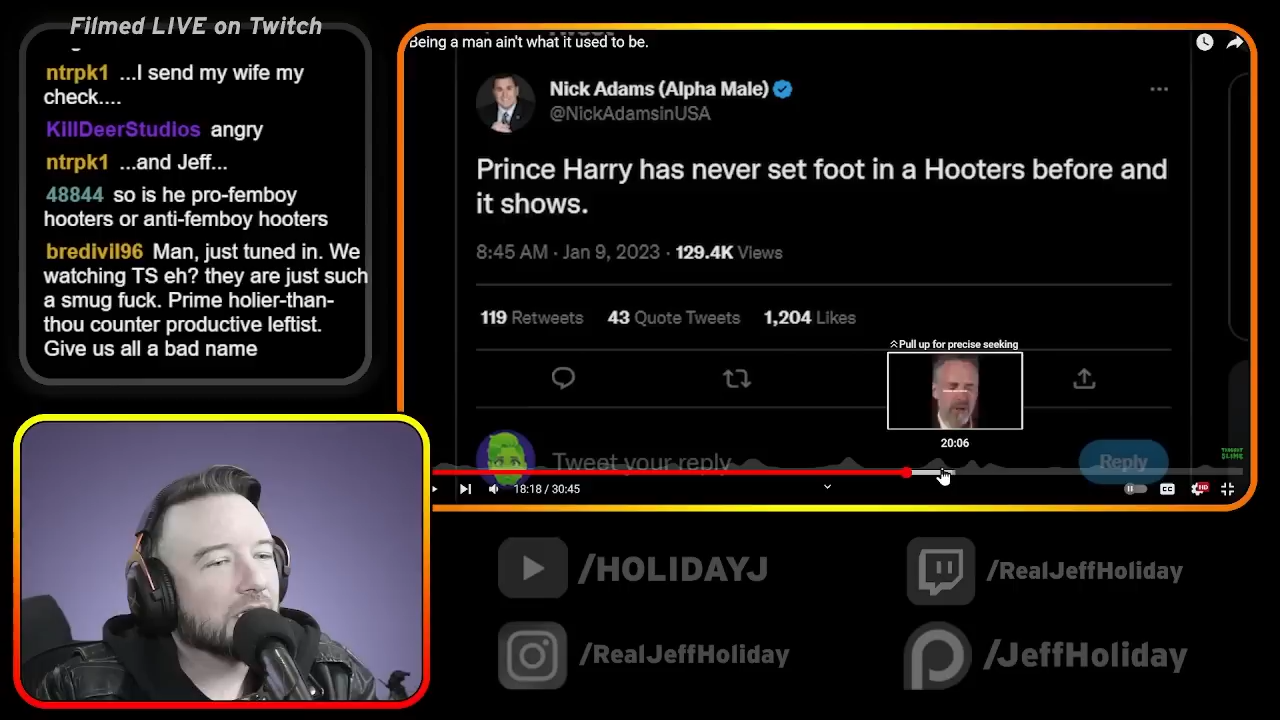 Filmed LIVE on Twitch
ntrpk1 ...I send my wife my
check....
KillDeerStudios angry
ntrpk1 ...and Jeff...
48844 so is he pro-femboy
hooters or anti-femboy hooters
bredivil96 Man, just tuned in. We
watching TS eh? they are just such
a smug fuck. Prime holier-than-
thou counter productive leftist.
Give us all a bad name
Being a man ain't what it used to be.
Nick Adams (Alpha Male)
@NickAdamsinUSA
Prince Harry has never set foot in a Hooters before and
it shows.
8:45 AM · Jan 9, 2023 · 129.4K Views
119 Retweets 43 Quote Tweets 1,204 Likes
Pull up for precise seeking
20:06
Tweet your reply
Reply
THOUGHT
SLIME
18:18 / 30:45
CC
HD
/HOLIDAYJ
/RealJeffHoliday
/RealJeffHoliday
/JeffHoliday